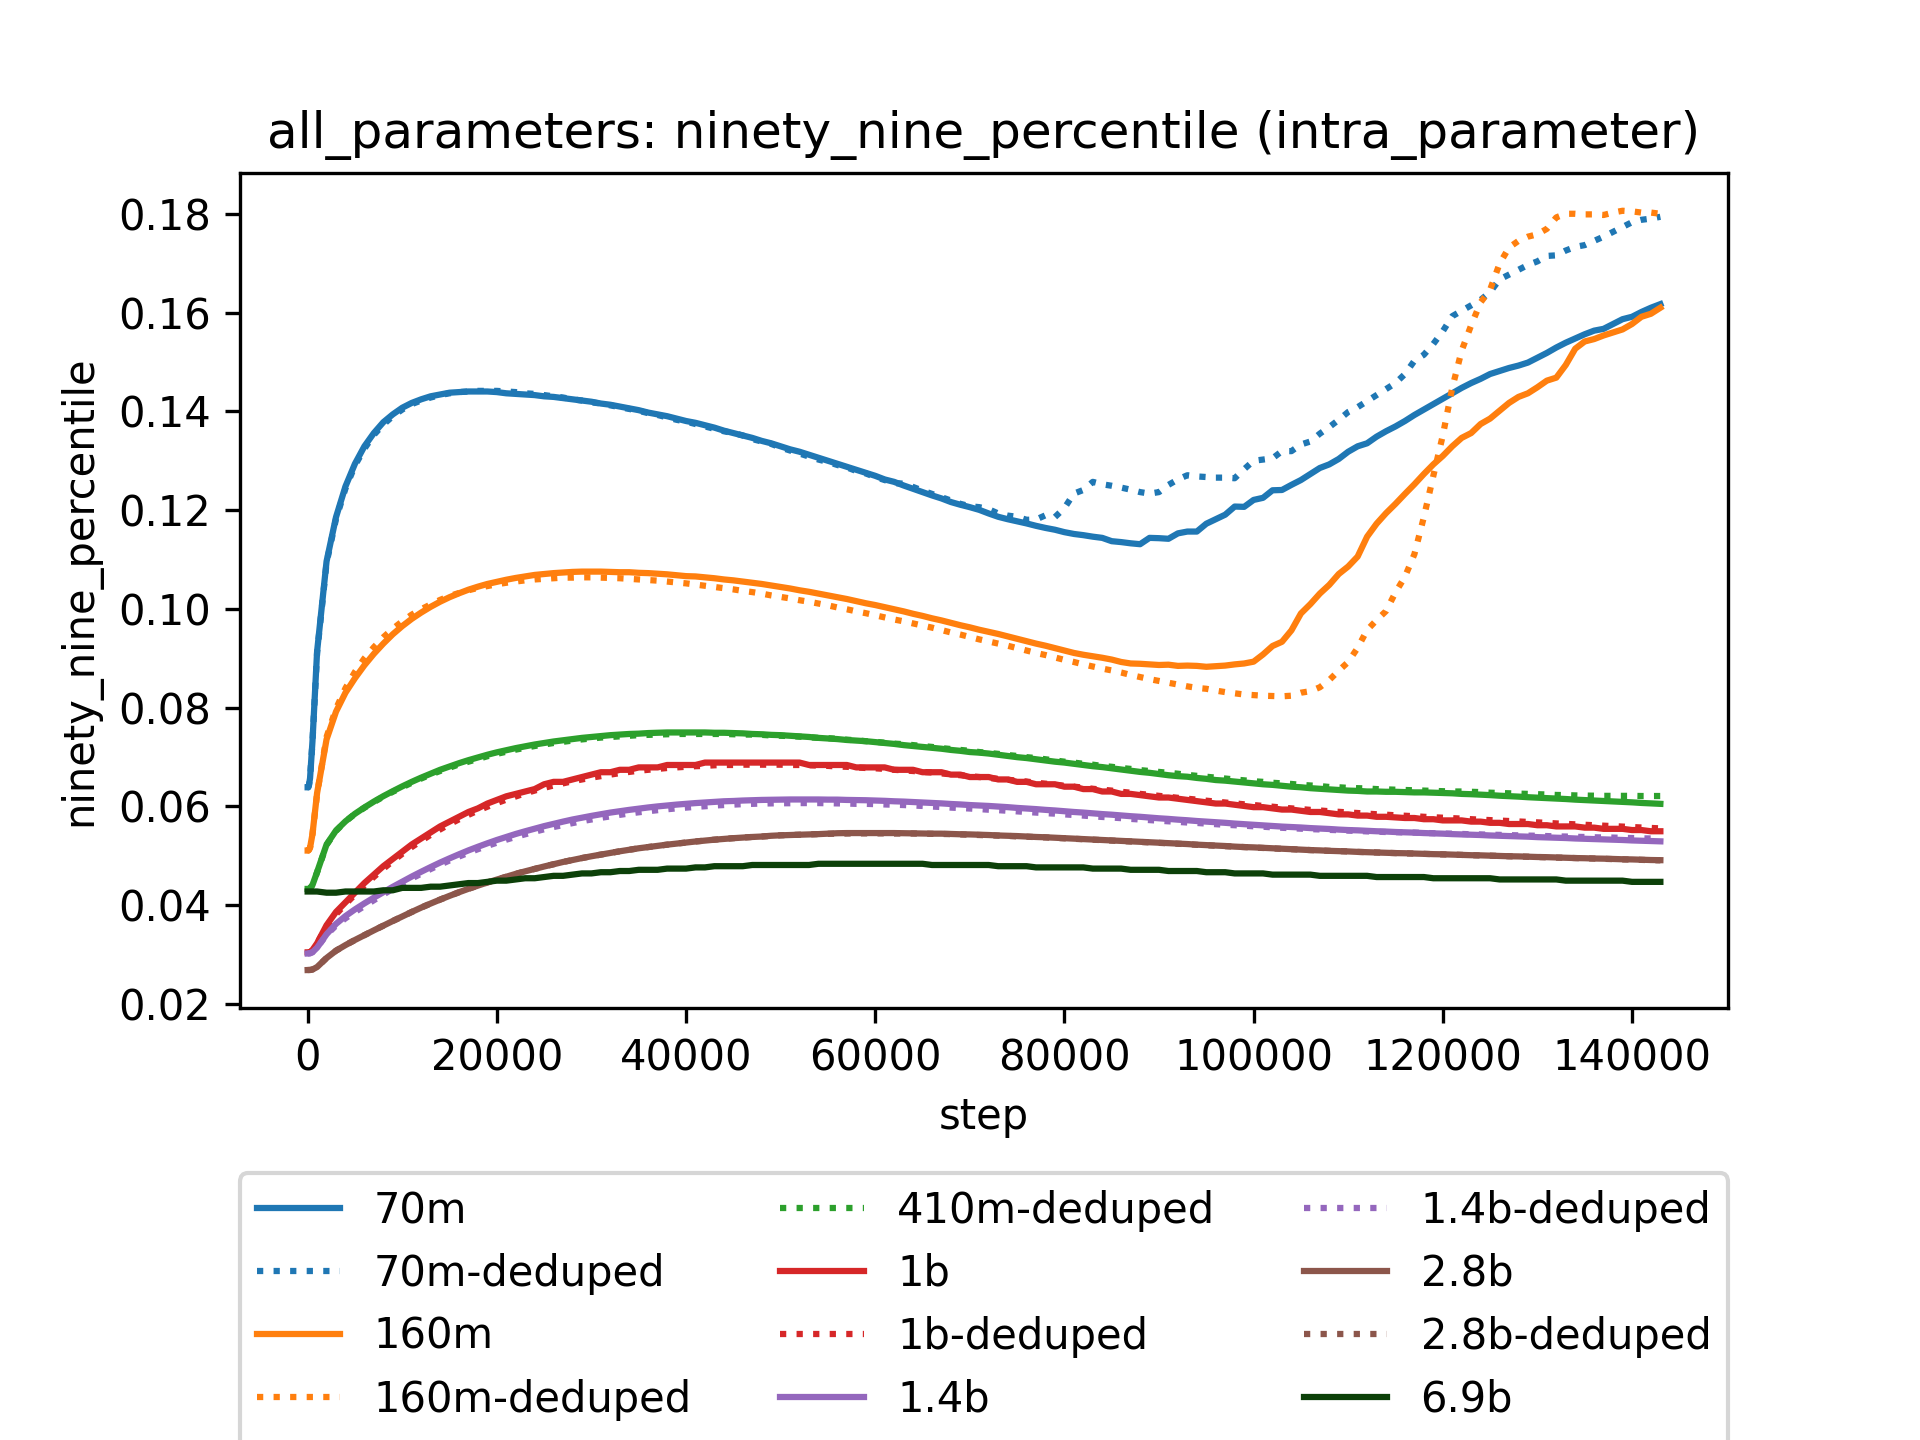 all_parameters: ninety_nine_percentile (intra_parameter)
ninety_nine_percentile
0.18
0.16
0.14
0.12
0.10
0.08
0.06
0.04
0.02
0 20000 40000 60000 80000 100000 120000 140000
step
70m 410m-deduped 1.4b-deduped
70m-deduped 1b 2.8b
160m 1b-deduped 2.8b-deduped
160m-deduped 1.4b 6.9b